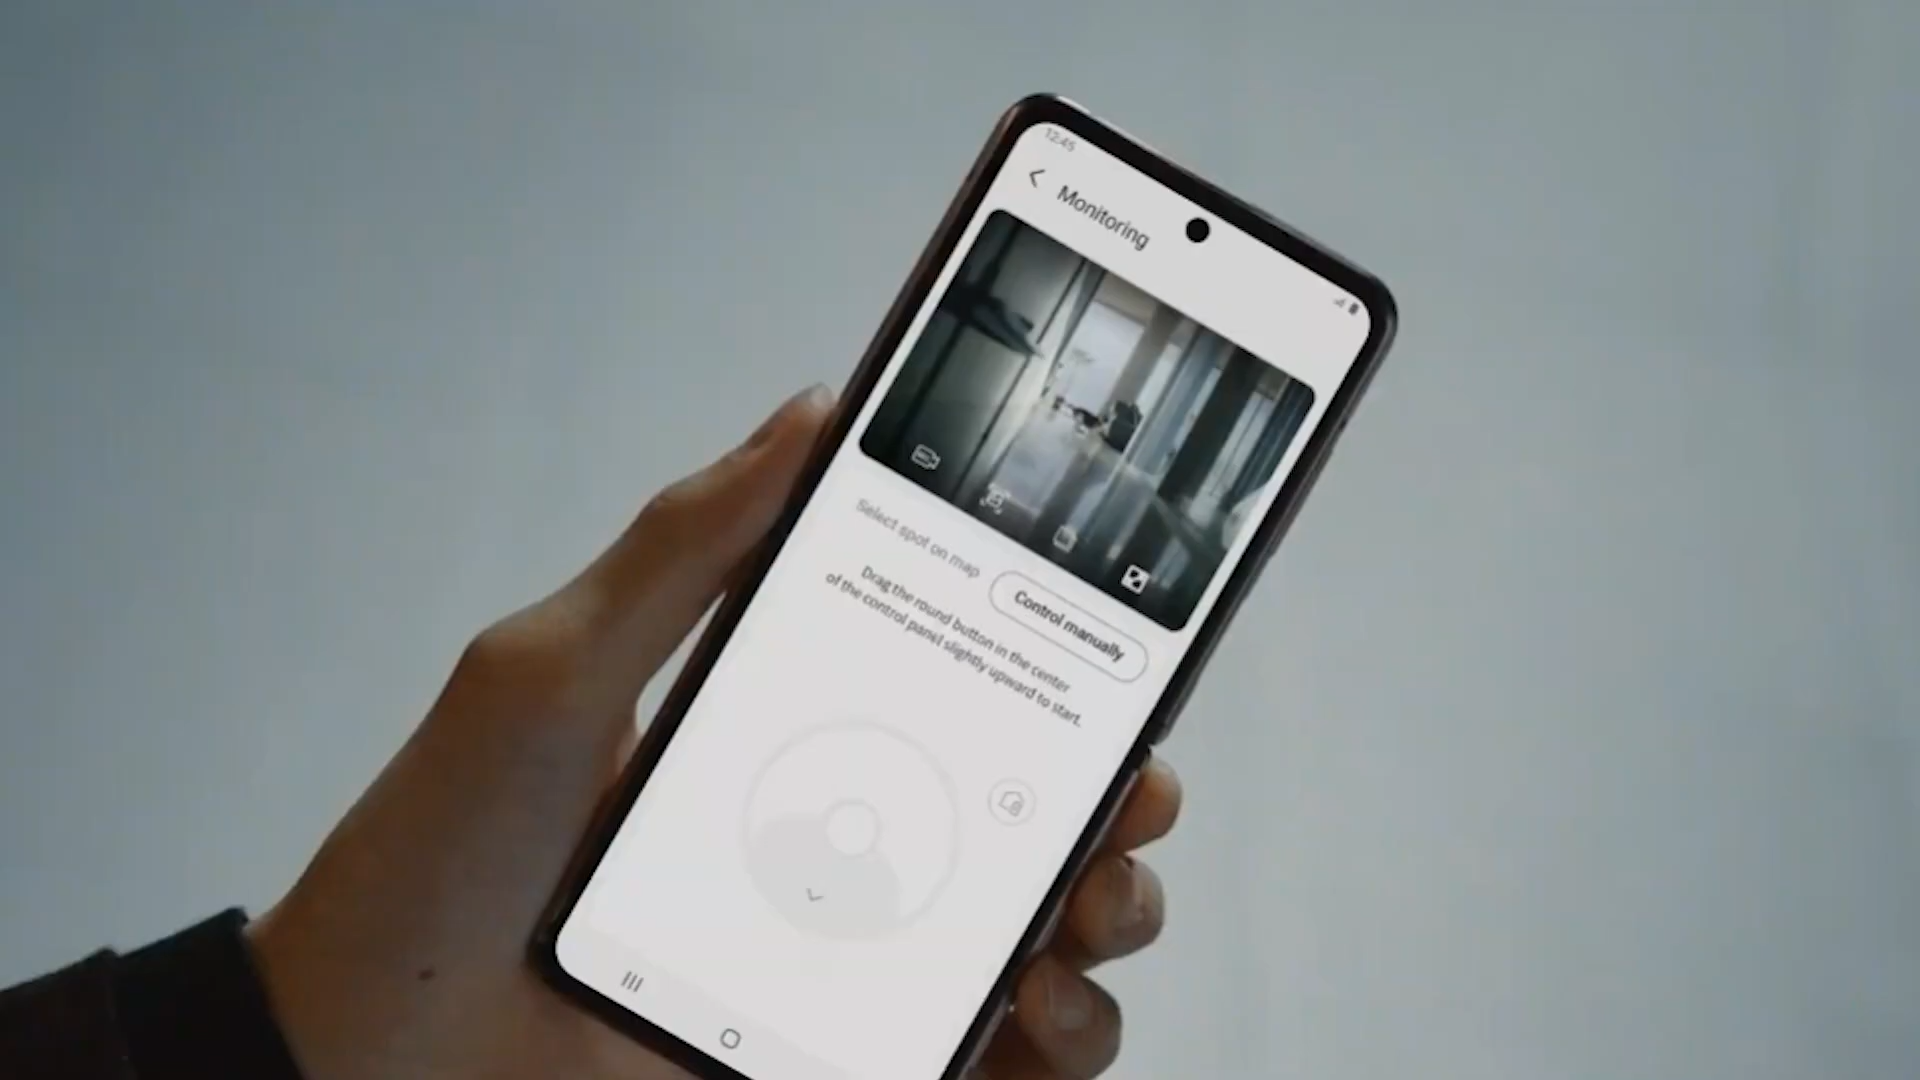 12:45
Monitoring
Select spot on map
Control manually
Drag the round button in the center
of the control panel slightly upward to start.